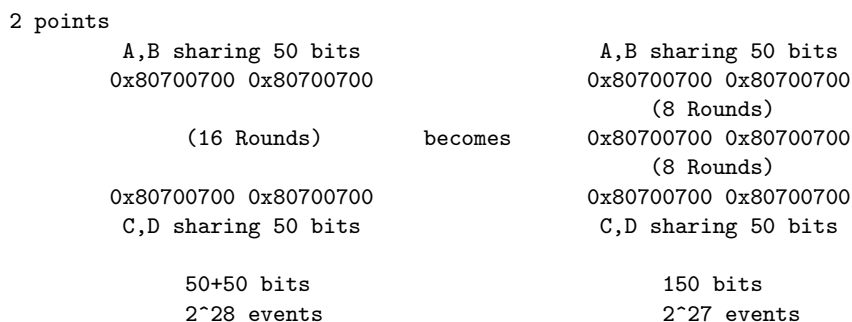 2 points
A,B sharing 50 bits A,B sharing 50 bits
0x80700700 0x80700700 0x80700700 0x80700700
(8 Rounds)
(16 Rounds) becomes 0x80700700 0x80700700
(8 Rounds)
0x80700700 0x80700700 0x80700700 0x80700700
C,D sharing 50 bits C,D sharing 50 bits
50+50 bits 150 bits
2^28 events 2^27 events